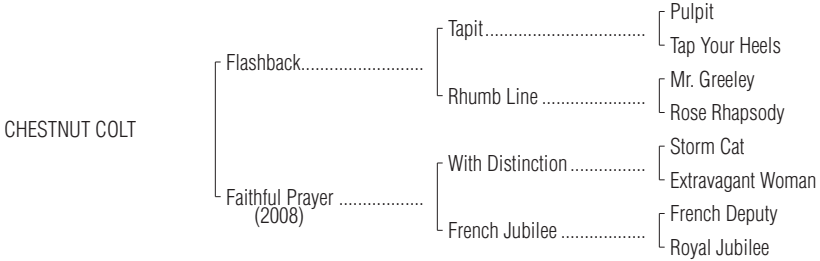 Pulpit
Tapit................................
Tap Your Heels
Flashback........................
Mr. Greeley
Rhumb Line .....................
Rose Rhapsody
CHESTNUT COLT
Storm Cat
With Distinction ...............
Extravagant Woman
Faithful Prayer .................
(2008)
French Deputy
French Jubilee .................
Royal Jubilee